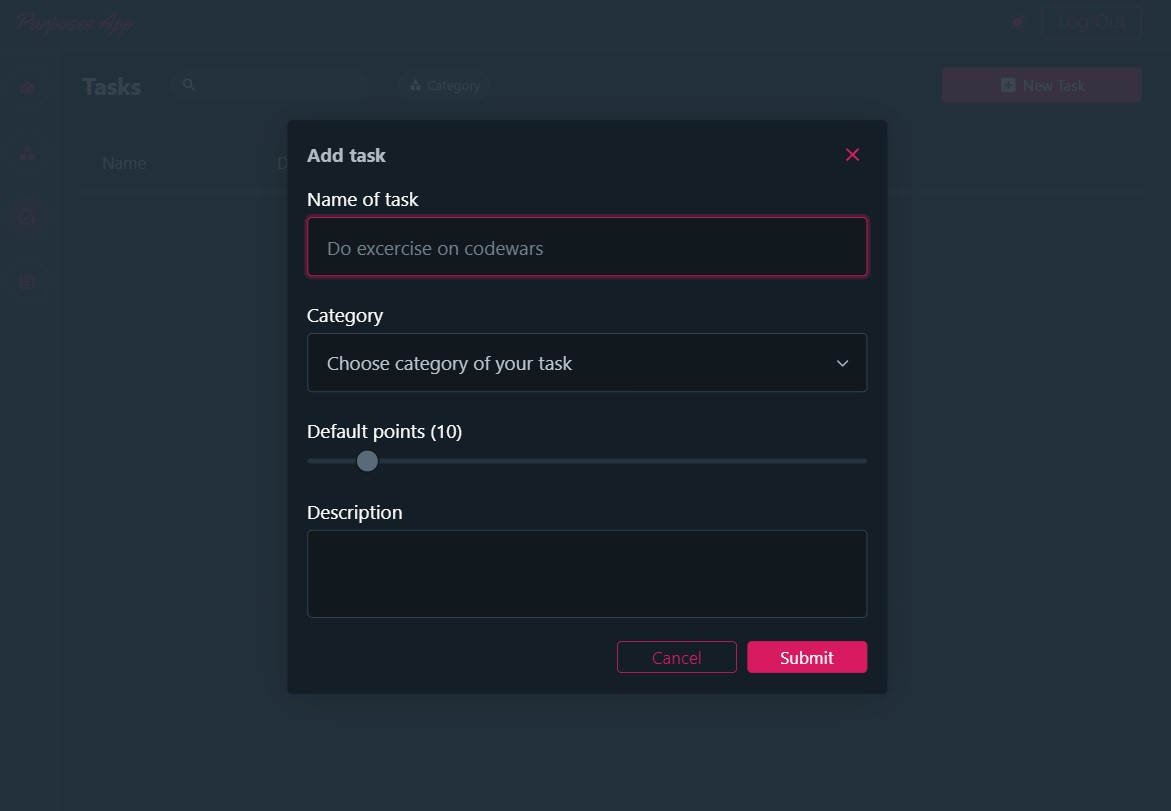 Purposes App
Log Out
Tasks
Category
New Task
Name
D
Add task
Name of task
Do excercise on codewars
Category
Choose category of your task
Default points (10)
Description
Cancel
Submit